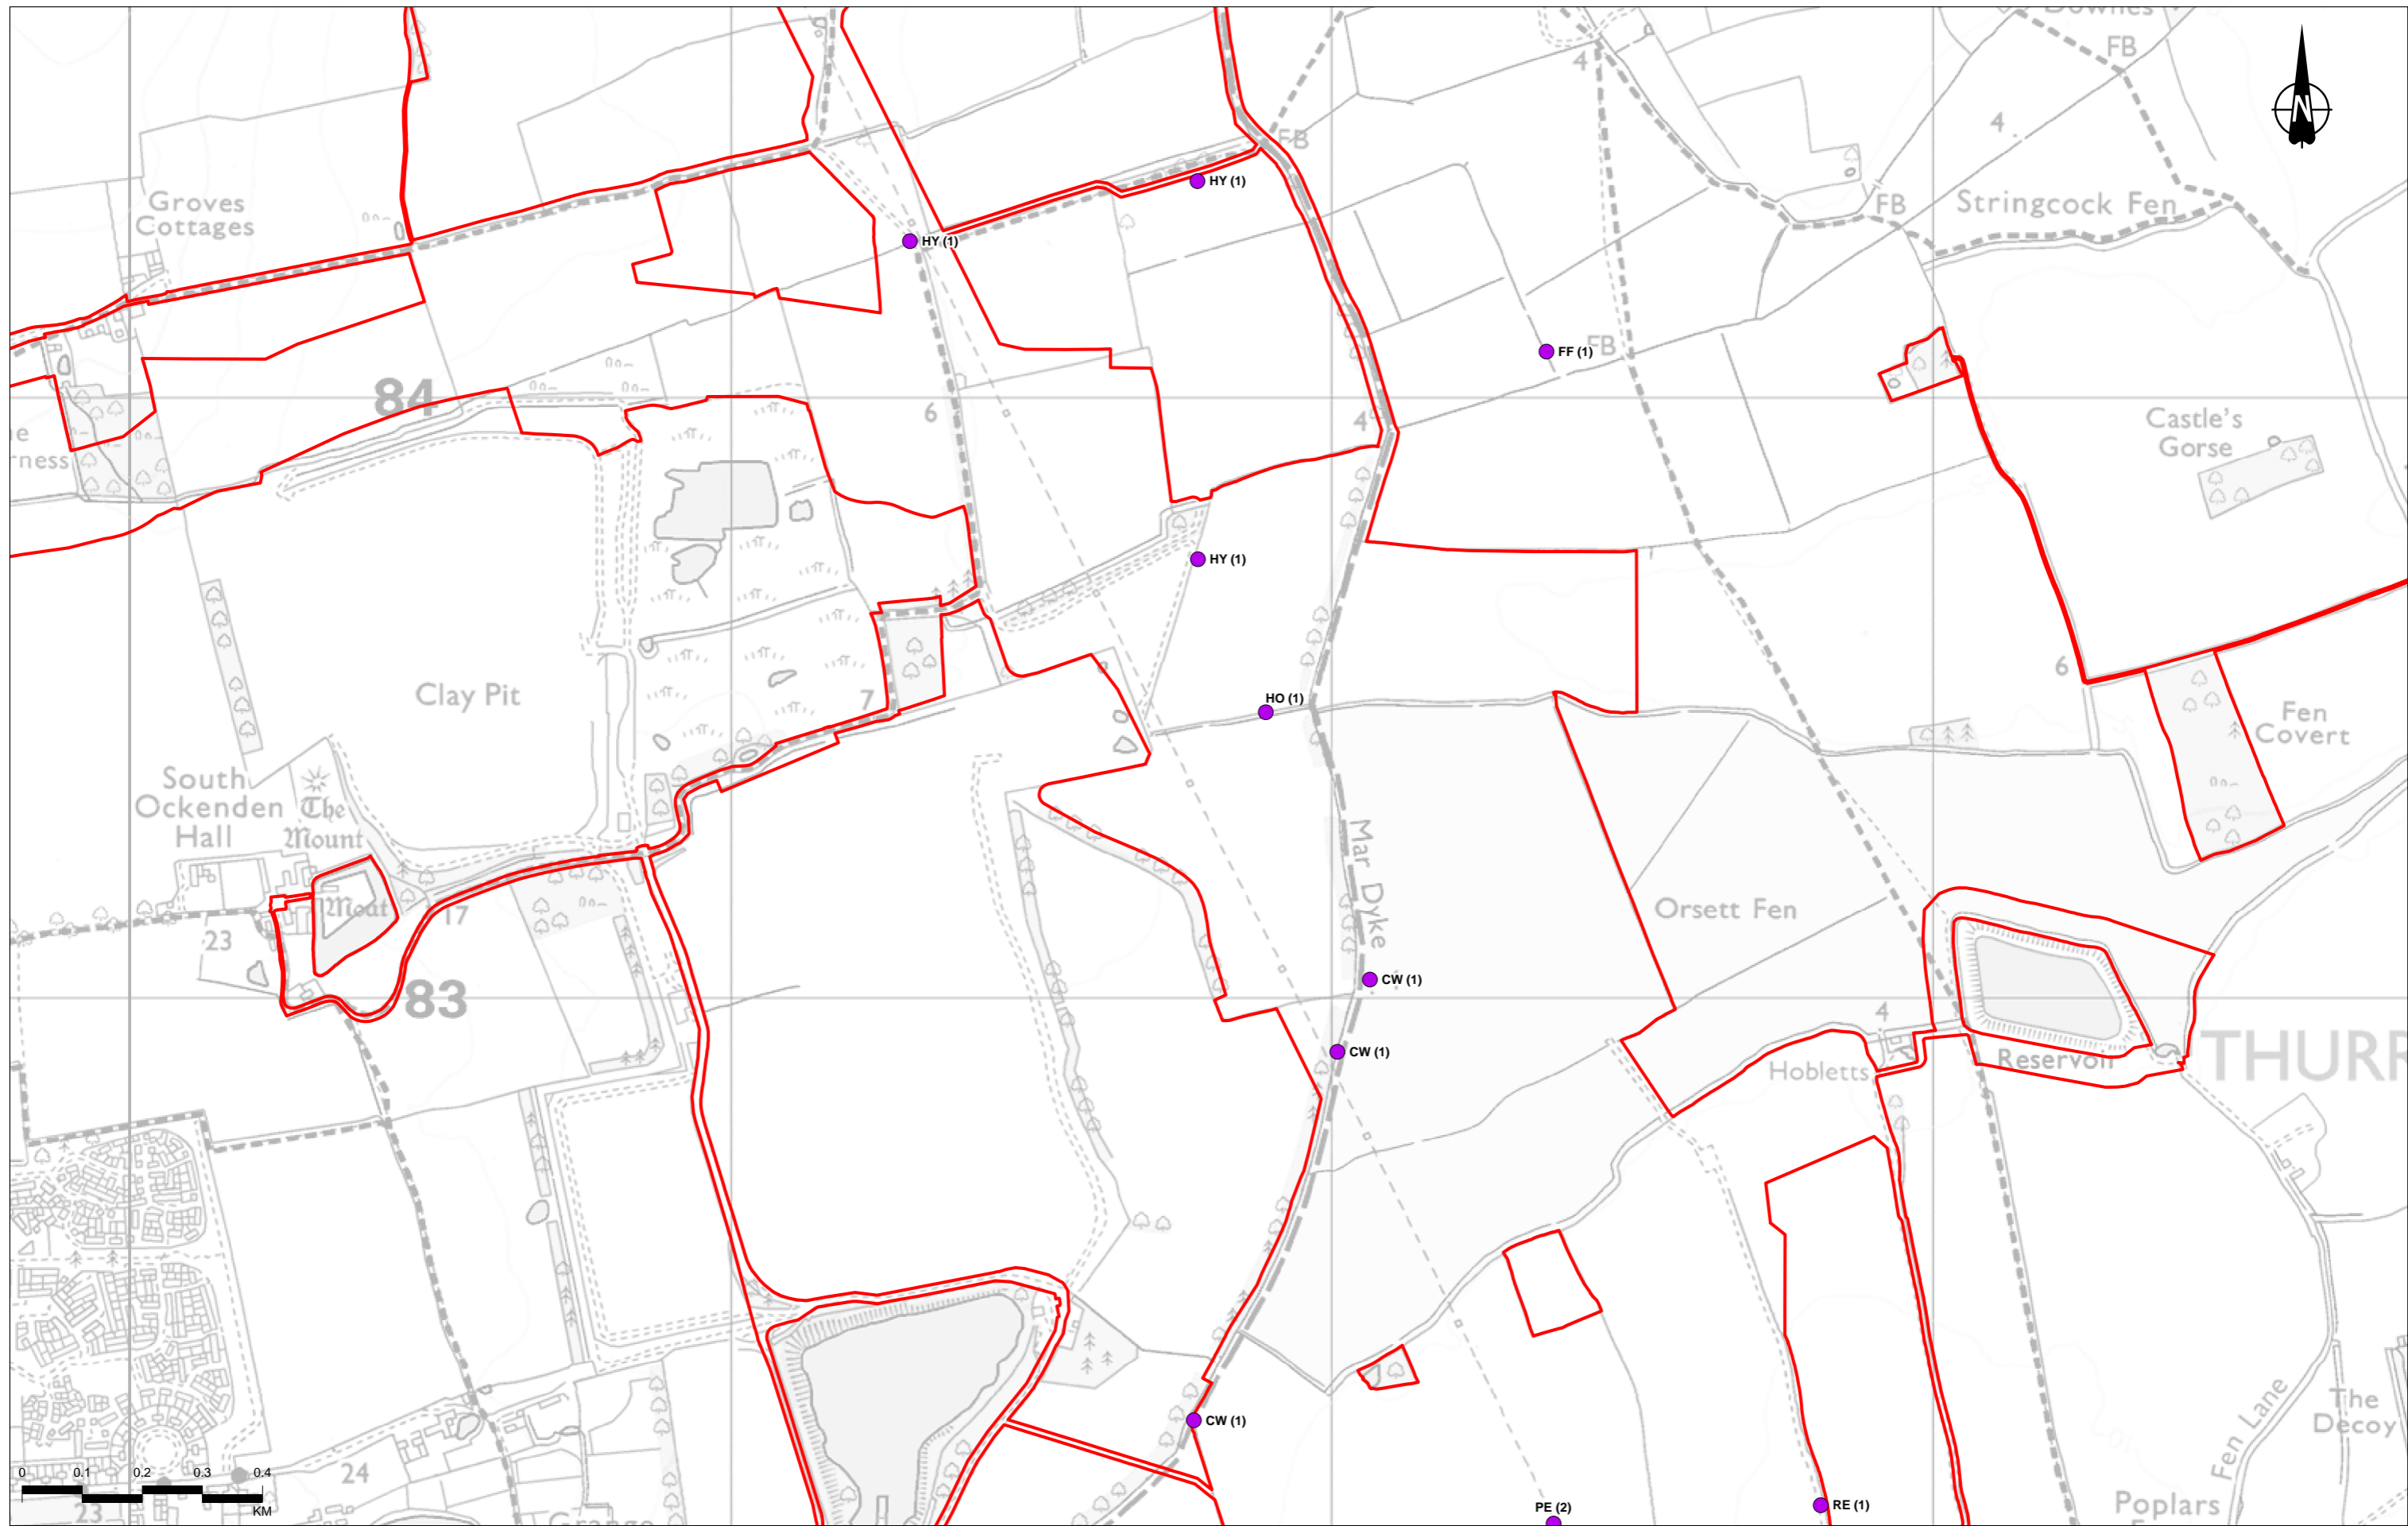 FB
4
N
FB
HY (1)
4
Groves
Cottages
FB
Stringcock Fen
HY (1)
FF (1)
FB
84
6
4
Castle's
Gorse
HY (1)
Clay Pit
7
HO (1)
6
Fen
Covert
South
Ockenden
Hall
The
Mount
Mar Dyke
Moat
17
23
Orsett Fen
CW (1)
83
4
CW (1)
Hobletts
Reservoir
THURR
CW (1)
Fen Lane
The
Decoy
0 0.1 0.2 0.3 0.4
KM
24
23
PE (2)
RE (1)
Poplars